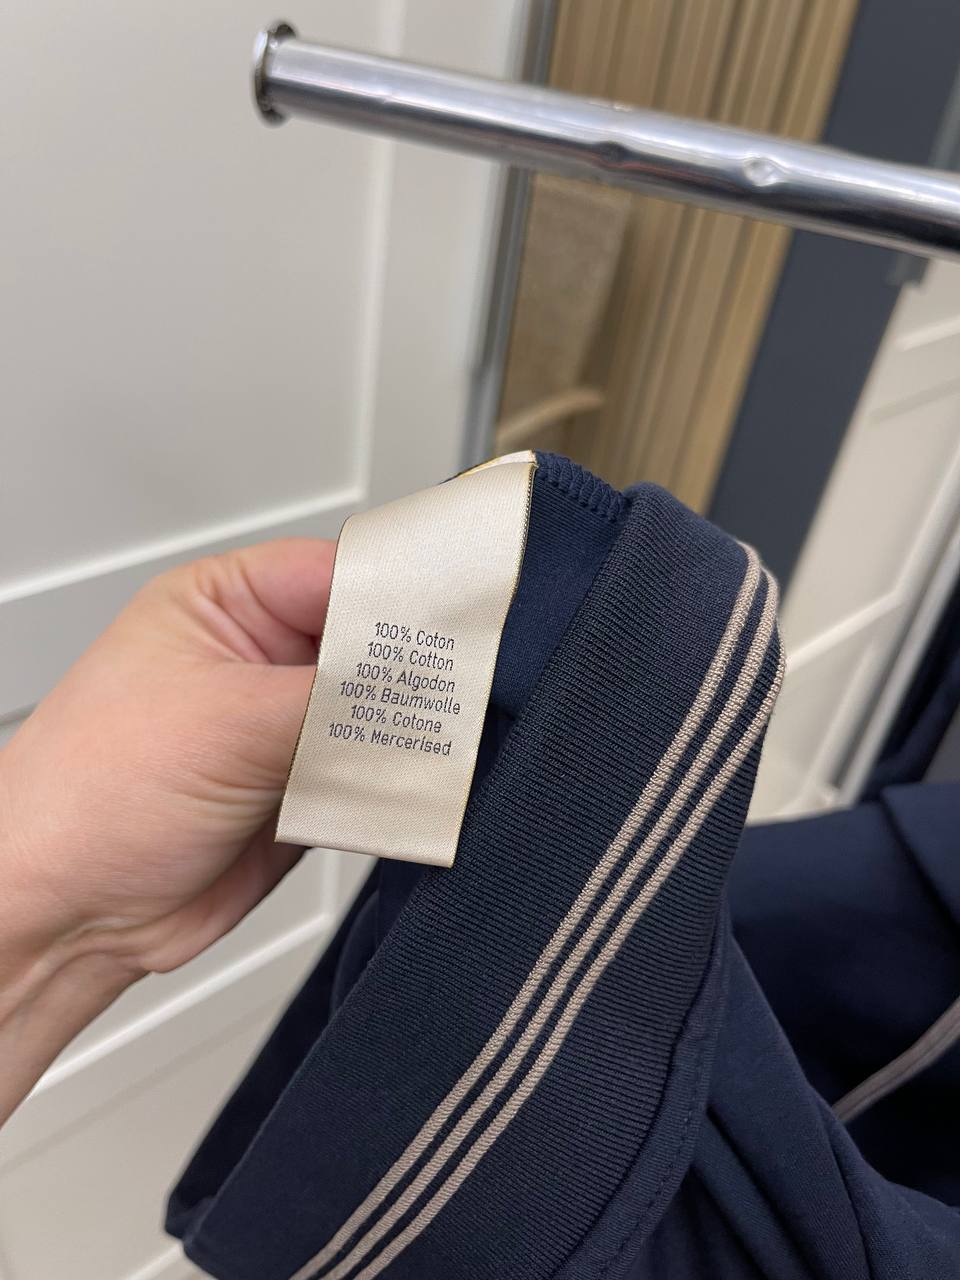 100% Coton
100% Cotton
100% Algodon
100% Baumwolle
100% Cotone
100% Mercerised